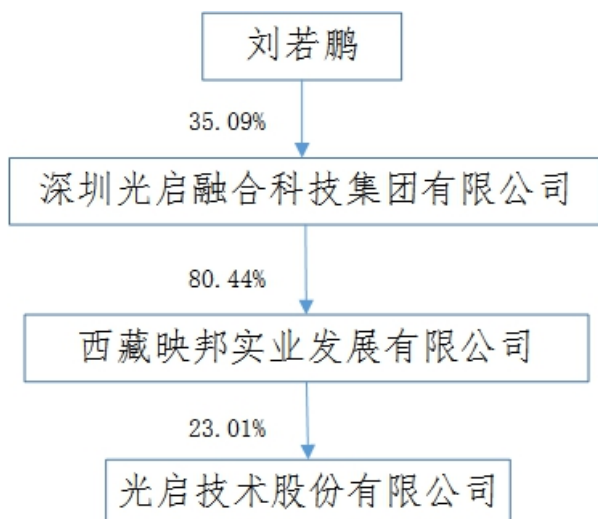 刘若鹏
35.09%
深圳光启融合科技集团有限公司
80.44%
西藏映邦实业发展有限公司
23.01%
光启技术股份有限公司